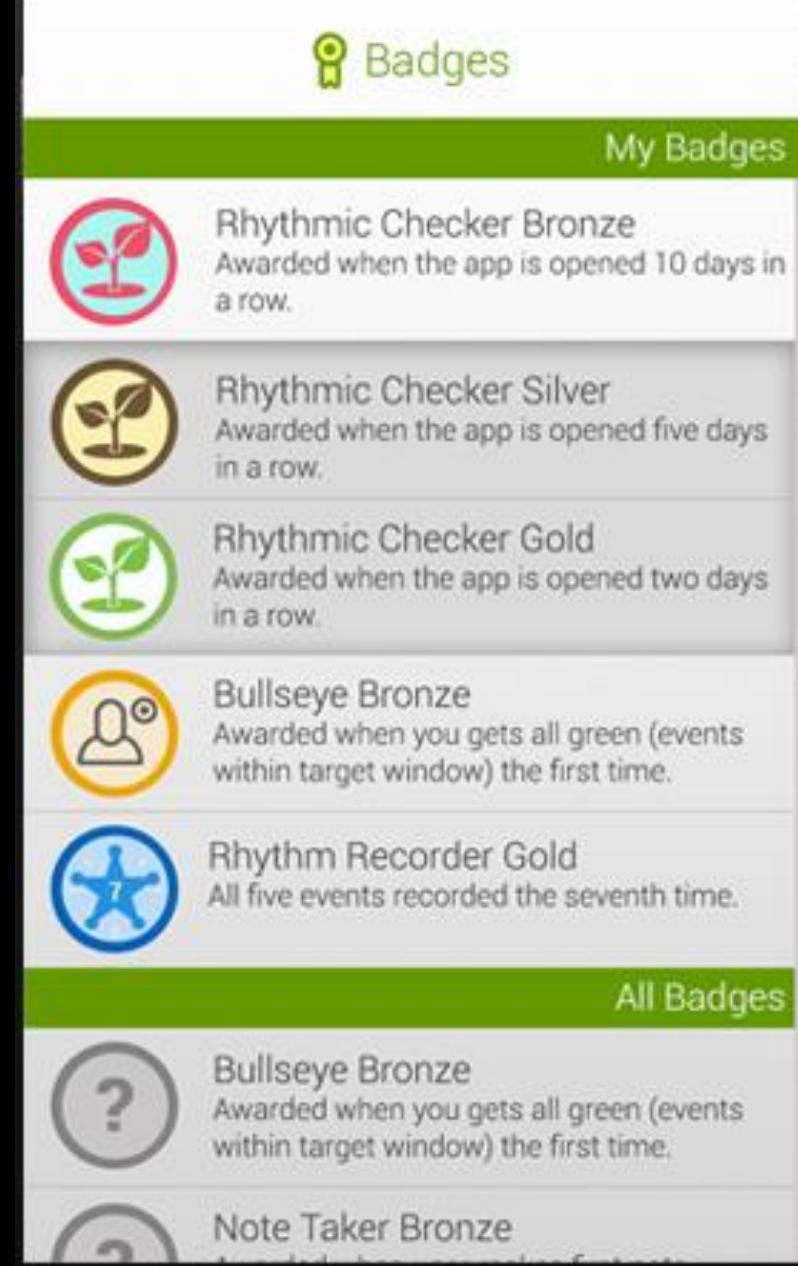 Badges
My Badges
Rhythmic Checker Bronze
Awarded when the app is opened 10 days in
a row.
Rhythmic Checker Silver
Awarded when the app is opened five days
in a row.
Rhythmic Checker Gold
Awarded when the app is opened two days
in a row.
Bullseye Bronze
Awarded when you gets all green (events
within target window) the first time.
7
Rhythm Recorder Gold
All five events recorded the seventh time.
All Badges
?
Bullseye Bronze
Awarded when you gets all green (events
within target window) the first time.
?
Note Taker Bronze